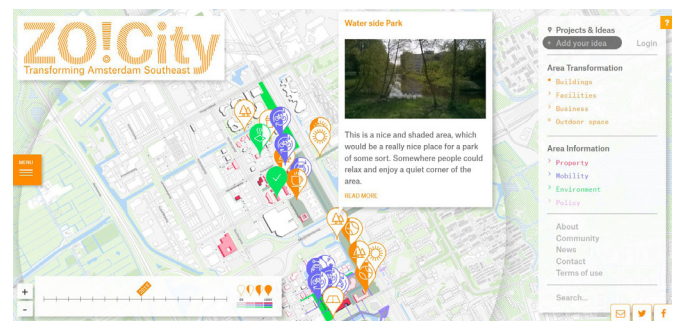 ZO!City
Transforming Amsterdam Southeast
MENU
+
-
Water side Park
This is a nice and shaded area, which
would be a really nice place for a park
of some sort. Somewhere people could
relax and enjoy a quiet corner of the
area.
READ MORE
?
Projects & Ideas
+ Add your idea
Login
Area Transformation
Buildings
Facilities
Business
Outdoor space
Area Information
> Property
> Mobility
> Environment
> Policy
About
Community
News
Contact
Terms of use
Search...